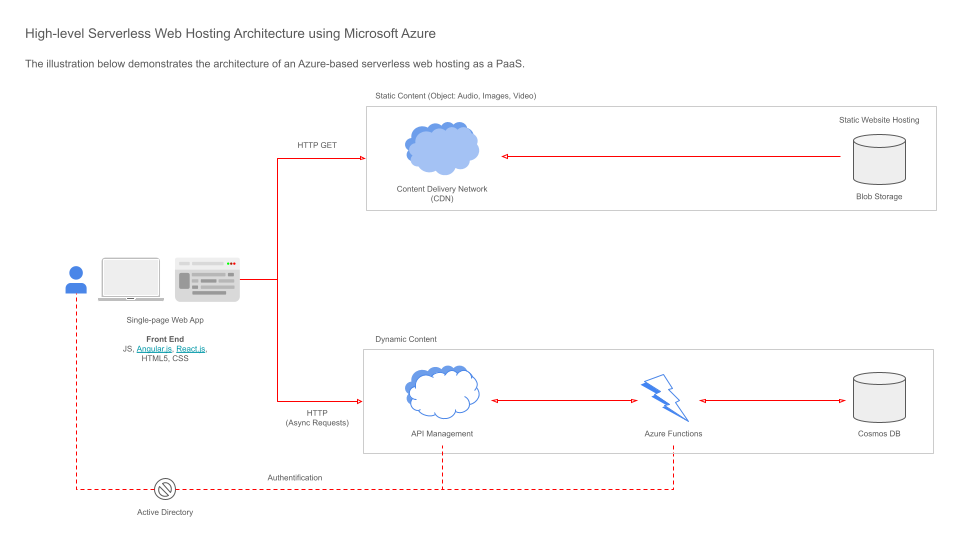 High-level Serverless Web Hosting Architecture using Microsoft Azure
The illustration below demonstrates the architecture of an Azure-based serverless web hosting as a PaaS.
Static Content (Object: Audio, Images, Video)
Static Website Hosting
HTTP GET
Content Delivery Network
(CDN)
Blob Storage
Single-page Web App
Front End
JS, Angular.js, React.js,
HTML5, CSS
Dynamic Content
HTTP
(Async Requests)
API Management
Azure Functions
Cosmos DB
Authentification
Active Directory